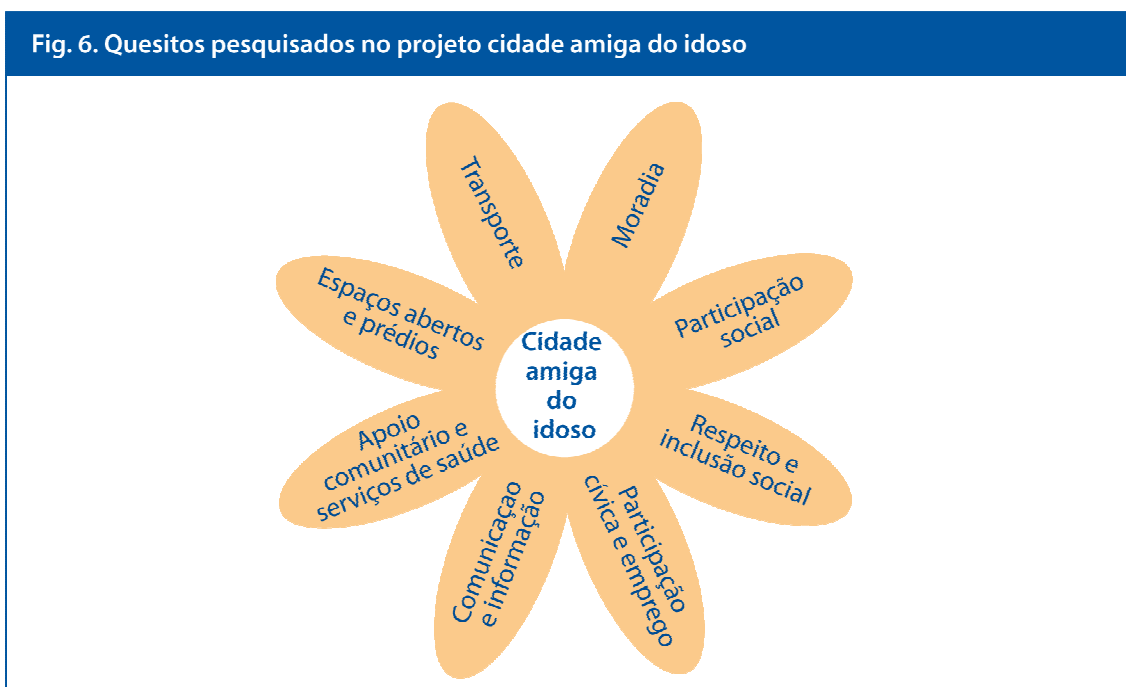 Fig. 6. Quesitos pesquisados no projeto cidade amiga do idoso
Transporte
Moradia
Participação
social
Respeito e
inclusão social
Participação
cívica e emprego
Comunicaçao
e informação
Apoio
comunitário e
serviços de saúde
Espaços abertos
e prédios
Cidade
amiga
do
idoso